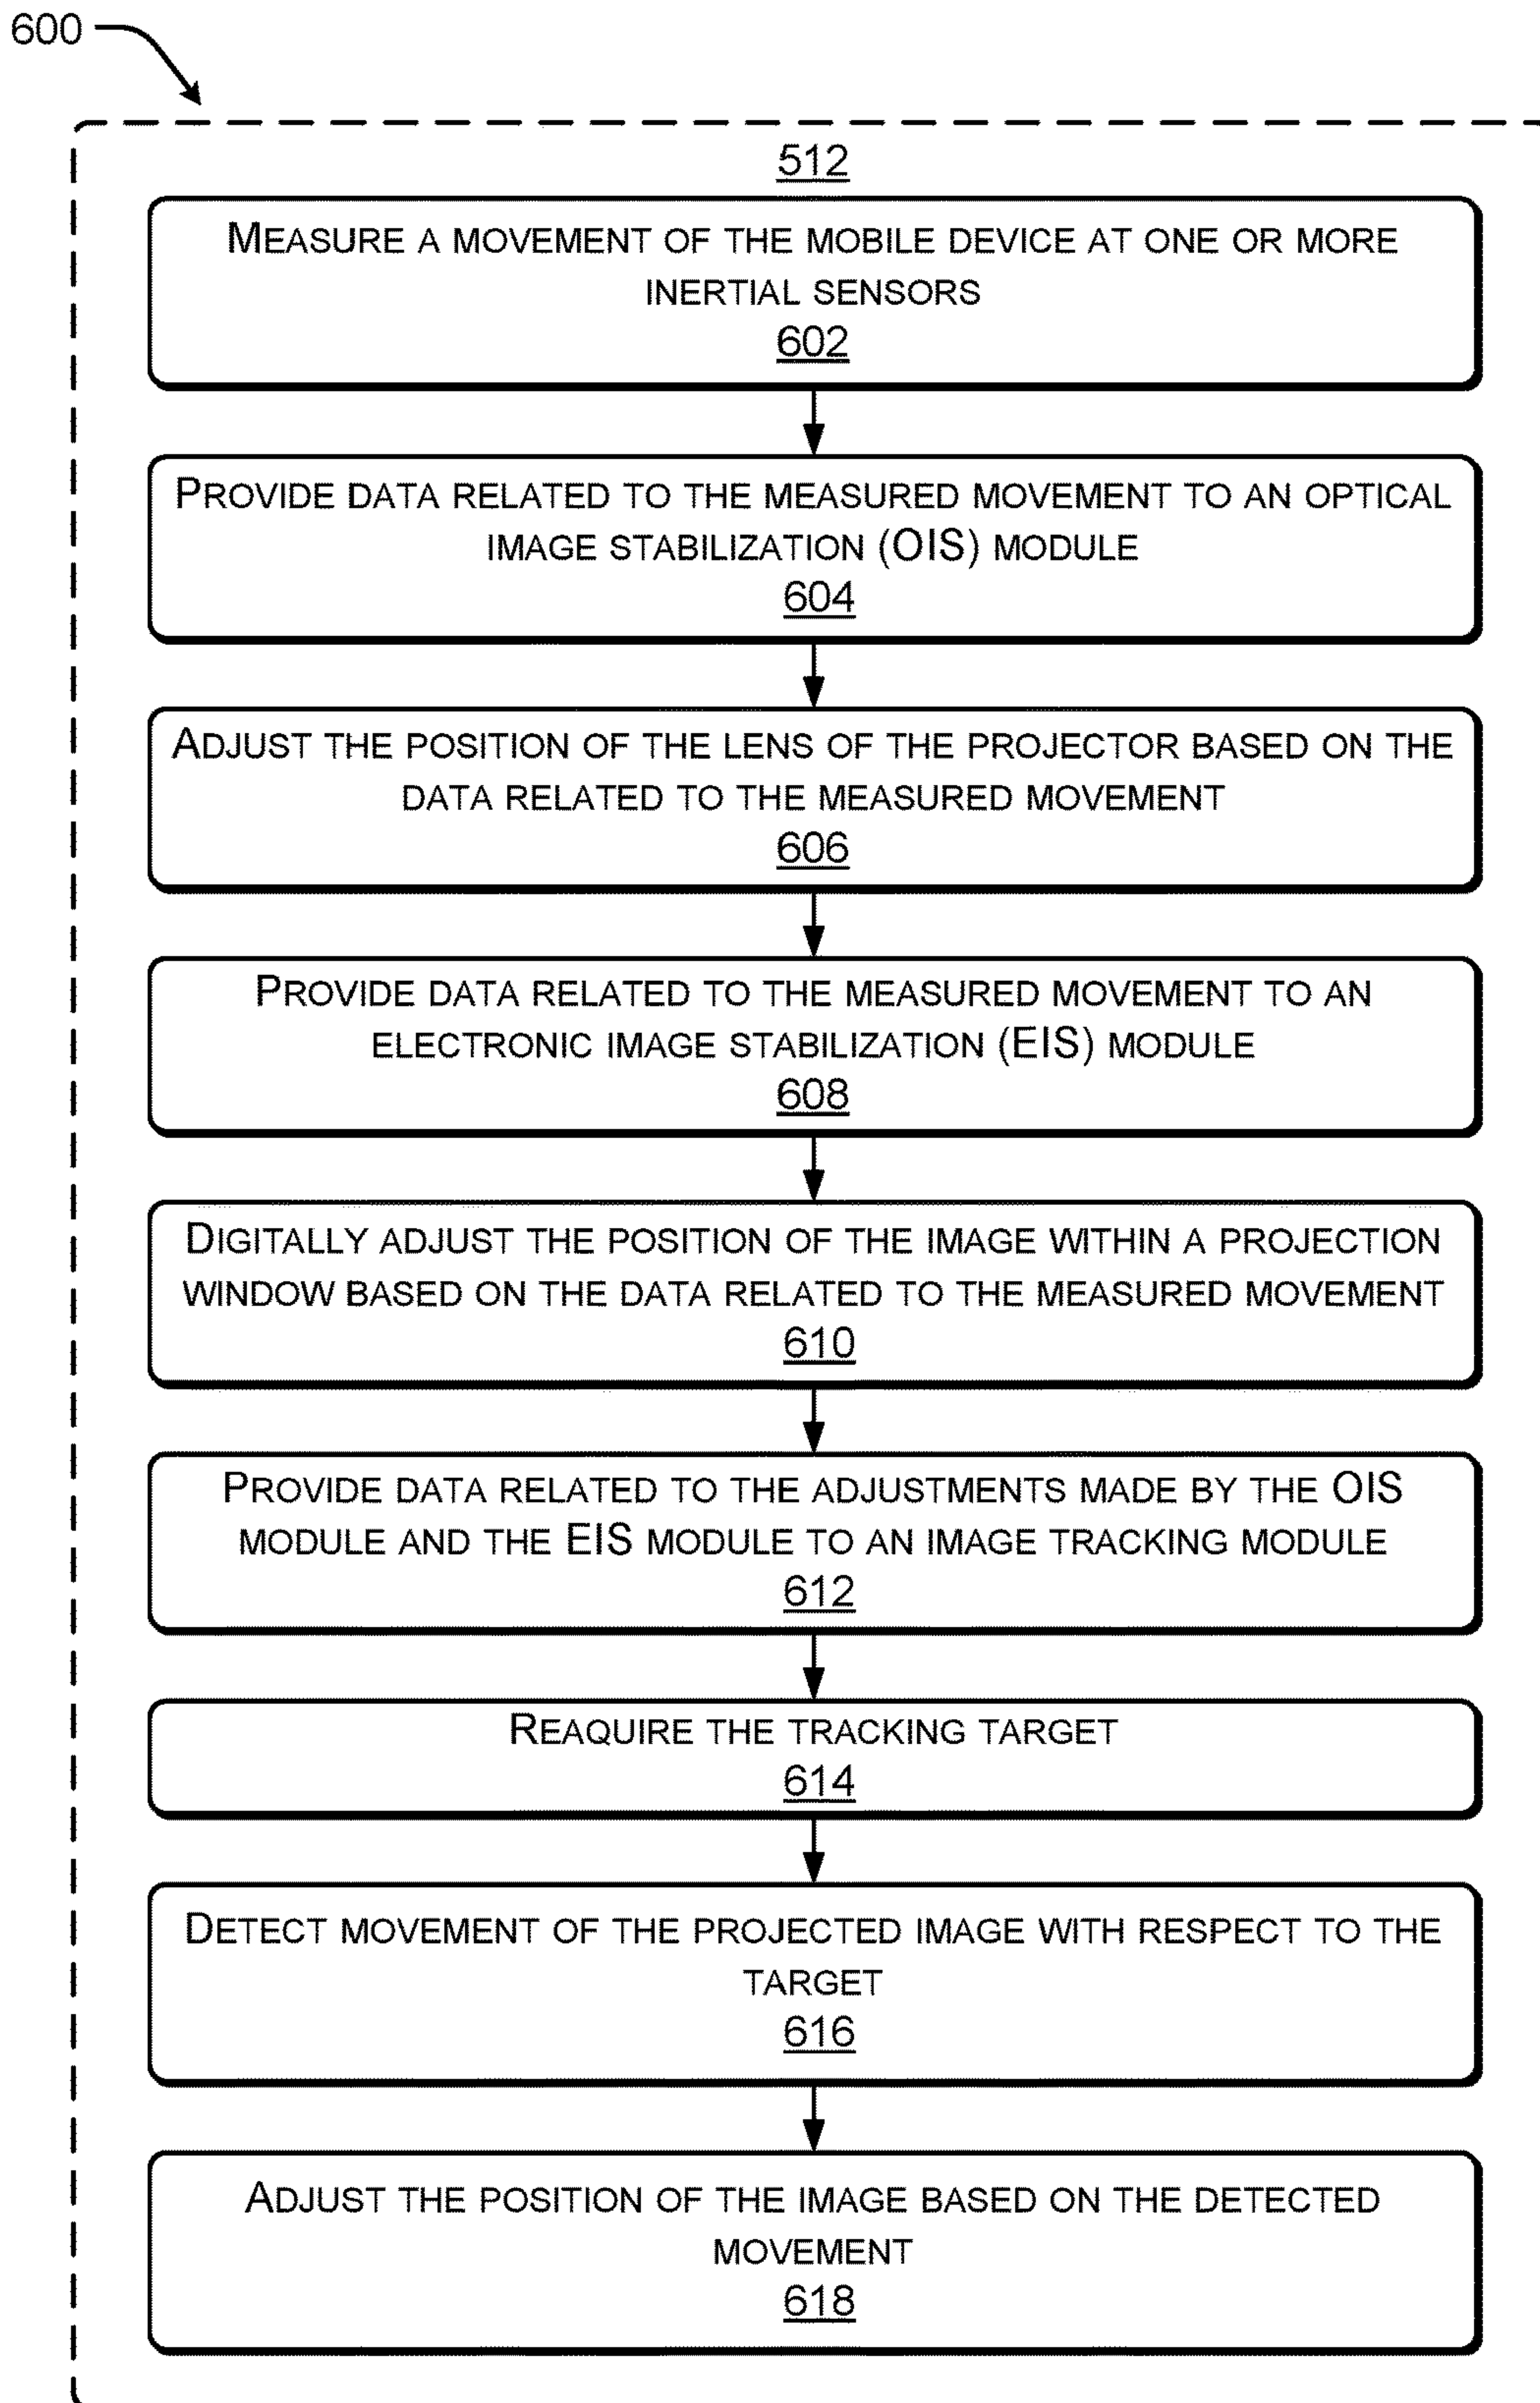 600
512
MEASURE A MOVEMENT OF THE MOBILE DEVICE AT ONE OR MORE
INERTIAL SENSORS
602
PROVIDE DATA RELATED TO THE MEASURED MOVEMENT TO AN OPTICAL
IMAGE STABILIZATION (OIS) MODULE
604
ADJUST THE POSITION OF THE LENS OF THE PROJECTOR BASED ON THE
DATA RELATED TO THE MEASURED MOVEMENT
606
PROVIDE DATA RELATED TO THE MEASURED MOVEMENT TO AN
ELECTRONIC IMAGE STABILIZATION (EIS) MODULE
608
DIGITALLY ADJUST THE POSITION OF THE IMAGE WITHIN A PROJECTION
WINDOW BASED ON THE DATA RELATED TO THE MEASURED MOVEMENT
610
PROVIDE DATA RELATED TO THE ADJUSTMENTS MADE BY THE OIS
MODULE AND THE EIS MODULE TO AN IMAGE TRACKING MODULE
612
REAQUIRE THE TRACKING TARGET
614
DETECT MOVEMENT OF THE PROJECTED IMAGE WITH RESPECT TO THE
TARGET
616
ADJUST THE POSITION OF THE IMAGE BASED ON THE DETECTED
MOVEMENT
618